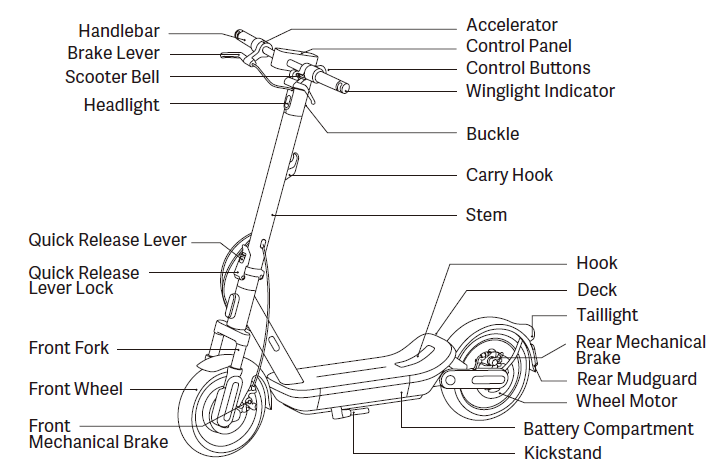 Handlebar
Brake Lever
Scooter Bell
Headlight
Accelerator
Control Panel
Control Buttons
Winglight Indicator
Buckle
Carry Hook
Stem
Quick Release Lever
Quick Release
Lever Lock
Front Fork
Front Wheel
Front
Mechanical Brake
Hook
Deck
Taillight
Rear Mechanical
Brake
Rear Mudguard
Wheel Motor
Battery Compartment
Kickstand